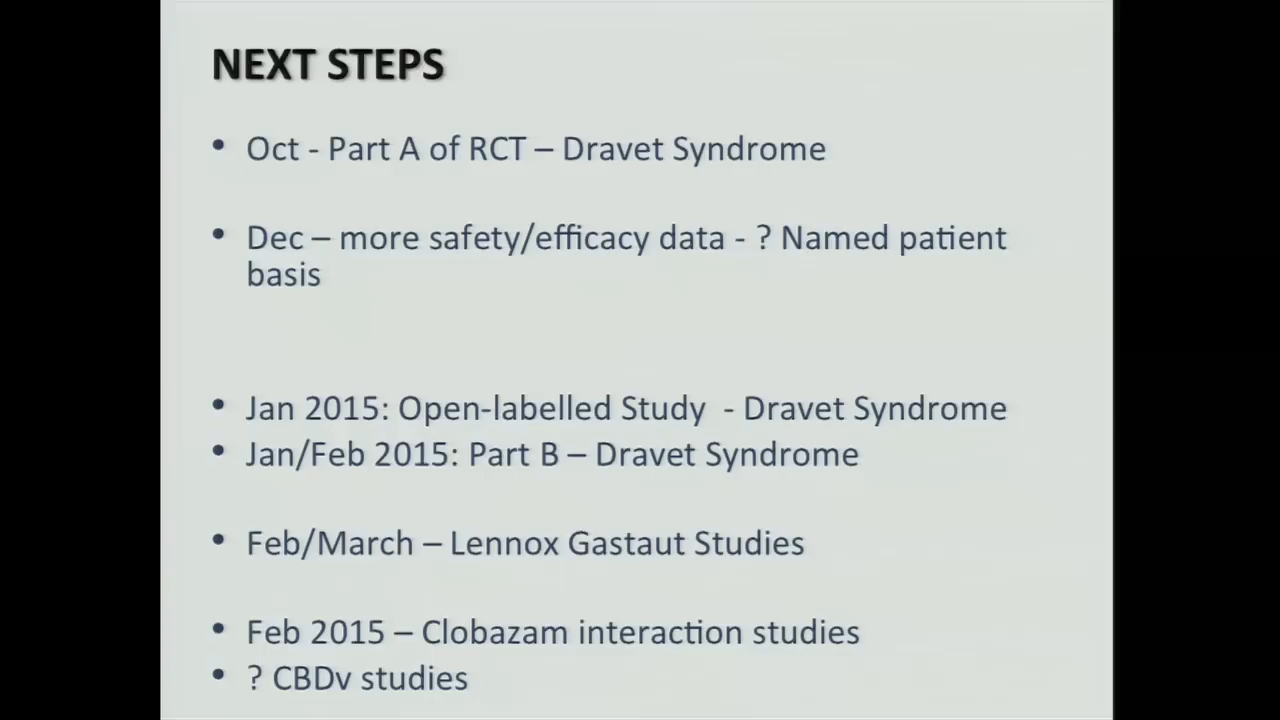 NEXT STEPS
• Oct - Part A of RCT – Dravet Syndrome
• Dec – more safety/efficacy data - ? Named patient
basis
• Jan 2015: Open-labelled Study  - Dravet Syndrome
• Jan/Feb 2015: Part B – Dravet Syndrome
• Feb/March – Lennox Gastaut Studies
• Feb 2015 – Clobazam interaction studies
• ? CBDv studies